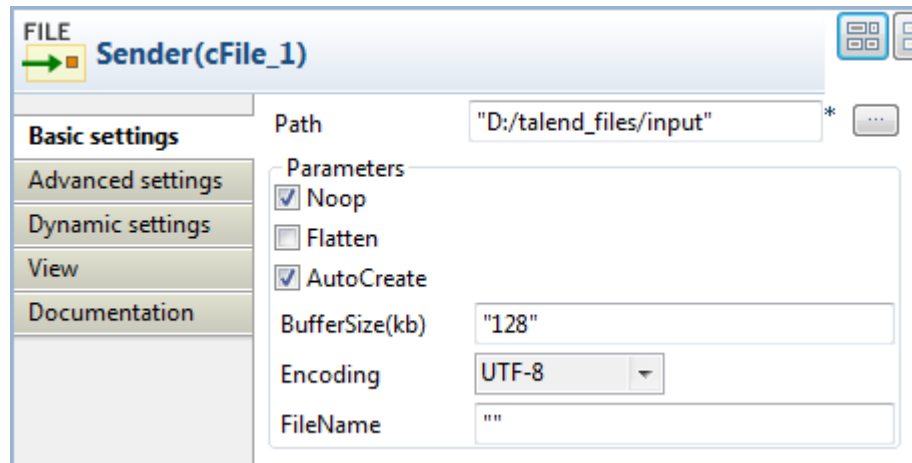 FILE
Sender(cFile_1)
Basic settings
Advanced settings
Dynamic settings
View
Documentation
Path "D:/talend_files/input" * ...
Parameters
Noop
Flatten
AutoCreate
BufferSize(kb) "128"
Encoding UTF-8
FileName ""